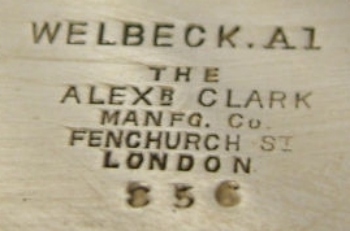 WELBECK.A1
THE
ALEXR CLARK
MANFG. Co.
FENCHURCH ST
LONDON
856